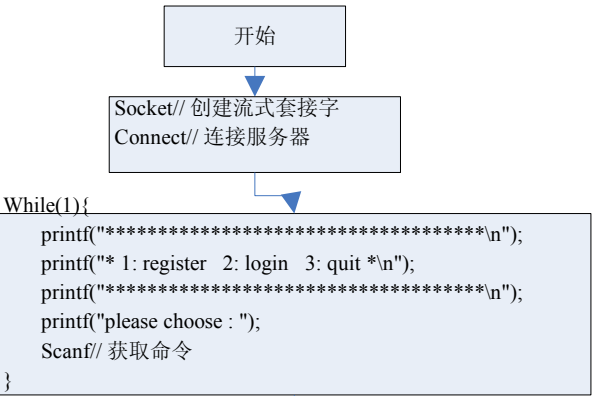 开始
Socket// 创建流式套接字
Connect// 连接服务器
While(1){
printf("************************************\n");
printf("* 1: register   2: login   3: quit *\n");
printf("************************************\n");
printf("please choose : ");
Scanf// 获取命令
}